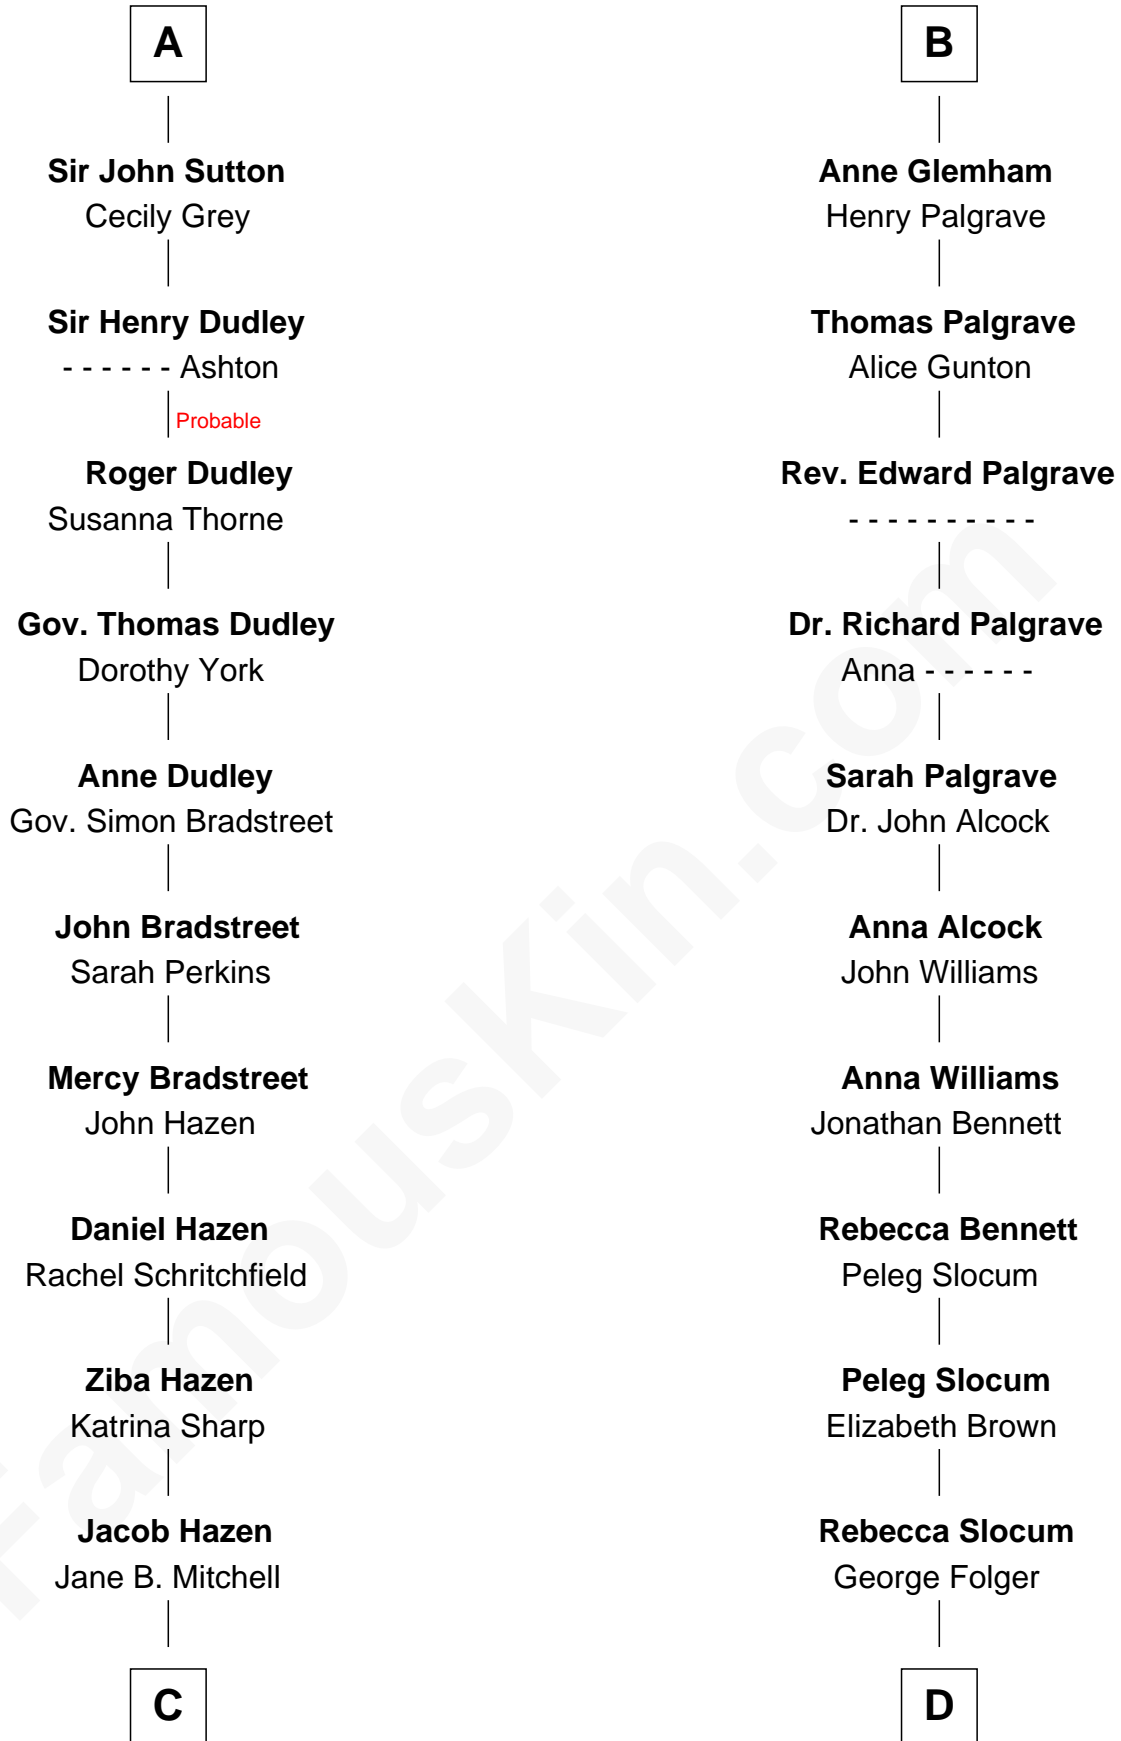 A
Sir John Sutton
Cecily Grey
Sir Henry Dudley
- - - - - - Ashton
Probable
Roger Dudley
Susanna Thorne
Gov. Thomas Dudley
Dorothy York
Anne Dudley
Gov. Simon Bradstreet
John Bradstreet
Sarah Perkins
Mercy Bradstreet
John Hazen
Daniel Hazen
Rachel Schritchfield
Ziba Hazen
Katrina Sharp
Jacob Hazen
Jane B. Mitchell
C
B
Anne Glemham
Henry Palgrave
Thomas Palgrave
Alice Gunton
Rev. Edward Palgrave
- - - - - - - - - -
Dr. Richard Palgrave
Anna - - - - - -
Sarah Palgrave
Dr. John Alcock
Anna Alcock
John Williams
Anna Williams
Jonathan Bennett
Rebecca Bennett
Peleg Slocum
Peleg Slocum
Elizabeth Brown
Rebecca Slocum
George Folger
D
FamousKin.com